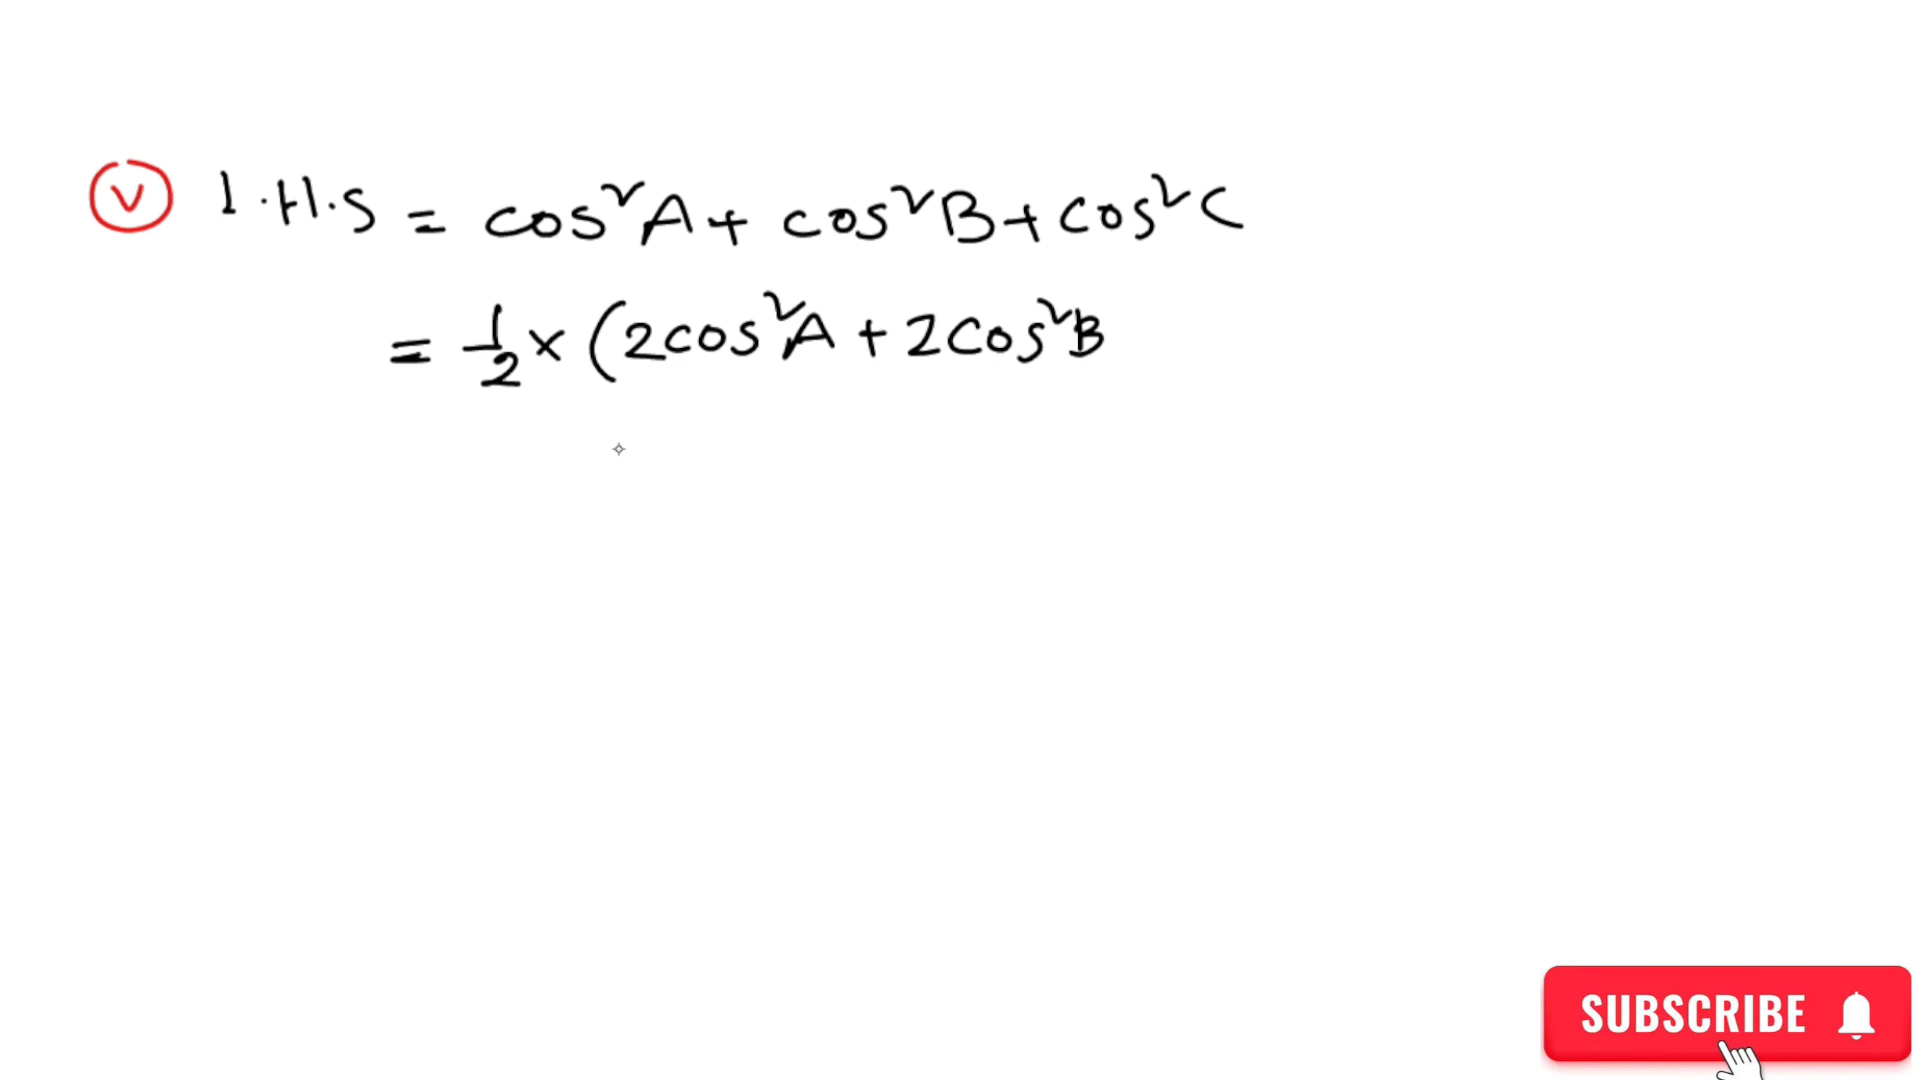 (v) L.H.S = cos²A + cos²B + cos²C
= 1/2 × (2cos²A + 2cos²B
SUBSCRIBE